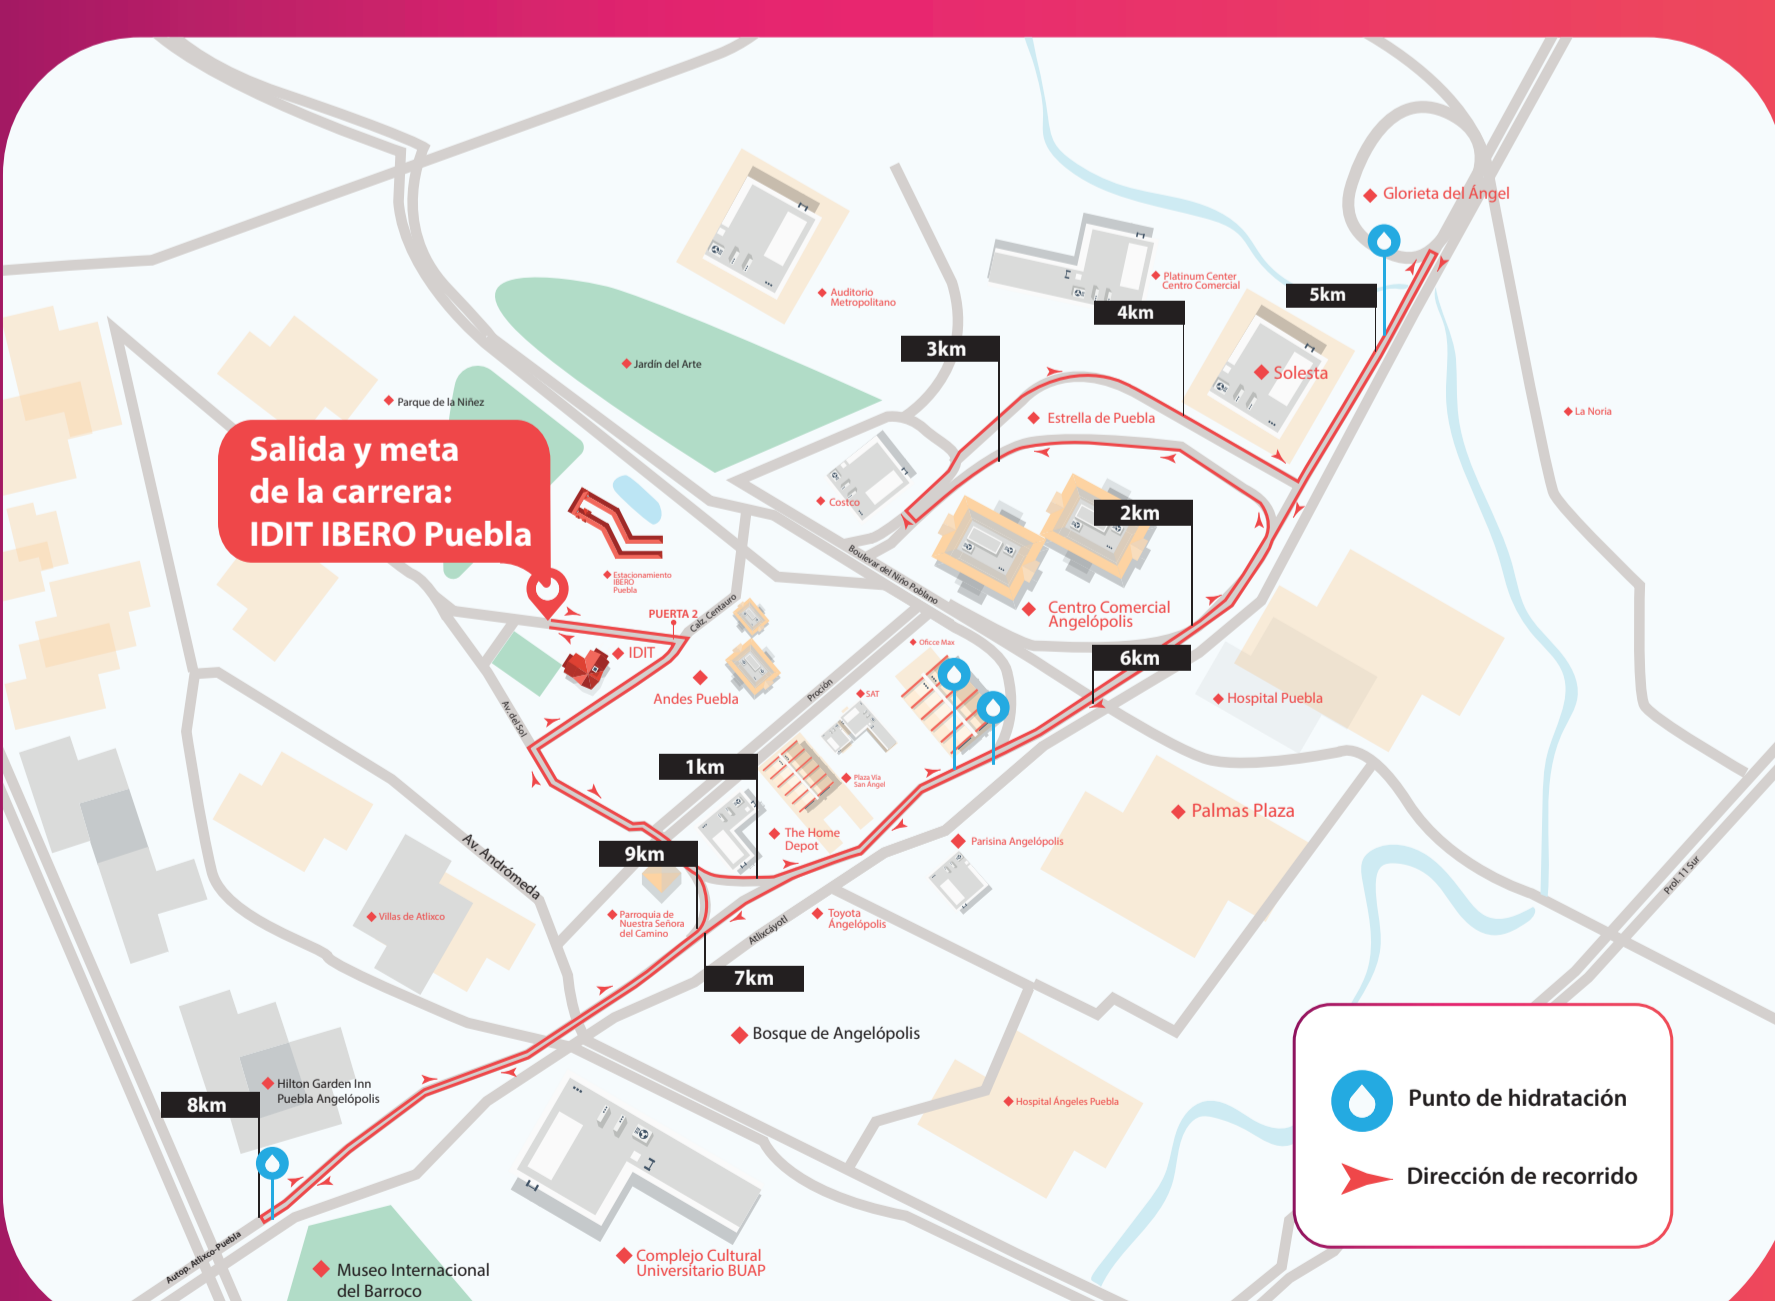 Glorieta del Ángel
Platinum Center
Centro Comercial
Auditorio
Metropolitano
5km
4km
3km
Jardín del Arte
Solesta
Parque de la Niñez
Estrella de Puebla
La Noria
Salida y meta
de la carrera:
IDIT IBERO Puebla
Costco
2km
Boulevar del Niño Poblano
Estacionamiento
IBERO
Puebla
PUERTA 2
Calz. Centauro
Centro Comercial
Angelópolis
Oficce Max
IDIT
6km
Andes Puebla
Proción
SAT
Hospital Puebla
Av. del Sol
1km
Plaza Vía
San Ángel
Palmas Plaza
The Home
Depot
Parisina Angelópolis
9km
Av. Andrómeda
Prol. 11 Sur
Villas de Atlixco
Parroquia de
Nuestra Señora
del Camino
Toyota
Ángelópolis
Atlixcáyotl
7km
Bosque de Angelópolis
Hilton Garden Inn
Puebla Angelópolis
8km
Hospital Ángeles Puebla
Punto de hidratación
Dirección de recorrido
Autop. Atlixco-Puebla
Museo Internacional
del Barroco
Complejo Cultural
Universitario BUAP